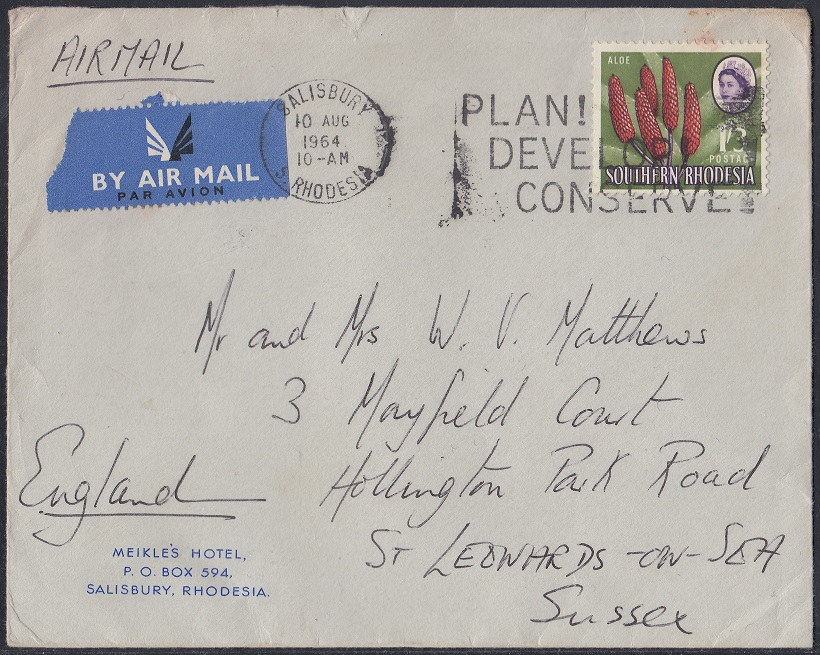 AIRMAIL
BY AIR MAIL
PAR AVION
SALISBURY
10 AUG
1964
10-AM
S. RHODESIA
PLAN!
DEVELOP
CONSERVE!
ALOE
1/3
POSTAGE
SOUTHERN RHODESIA
Mr and Mrs W. V. Matthews
3 Mayfield Court
Hollington Park Road
ST LEONARDS-ON-SEA
Sussex
England
MEIKLE'S HOTEL,
P. O. BOX 594,
SALISBURY, RHODESIA.